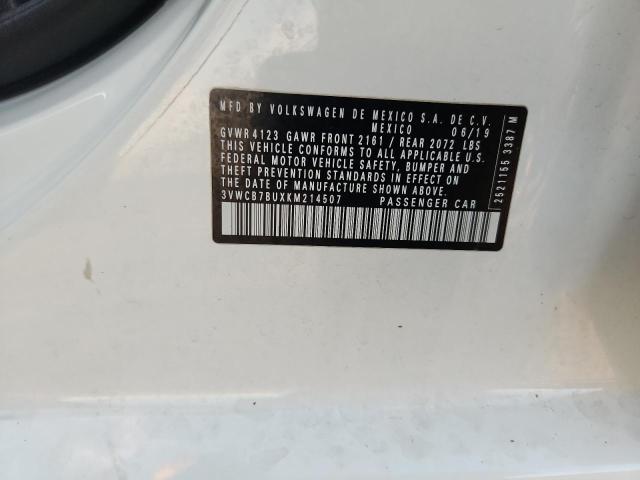 MFD BY VOLKSWAGEN DE MEXICO S.A. DE C.V.
MEXICO 06/19
GVWR 4123 GAWR FRONT 2161 / REAR 2072 LBS
THIS VEHICLE CONFORMS TO ALL APPLICABLE U.S.
FEDERAL MOTOR VEHICLE SAFETY, BUMPER AND
THEFT PREVENTION STANDARDS IN EFFECT ON
THE DATE OF MANUFACTURE SHOWN ABOVE.
3VWCB7BUXKM214507 PASSENGER CAR
2521155 3387 M